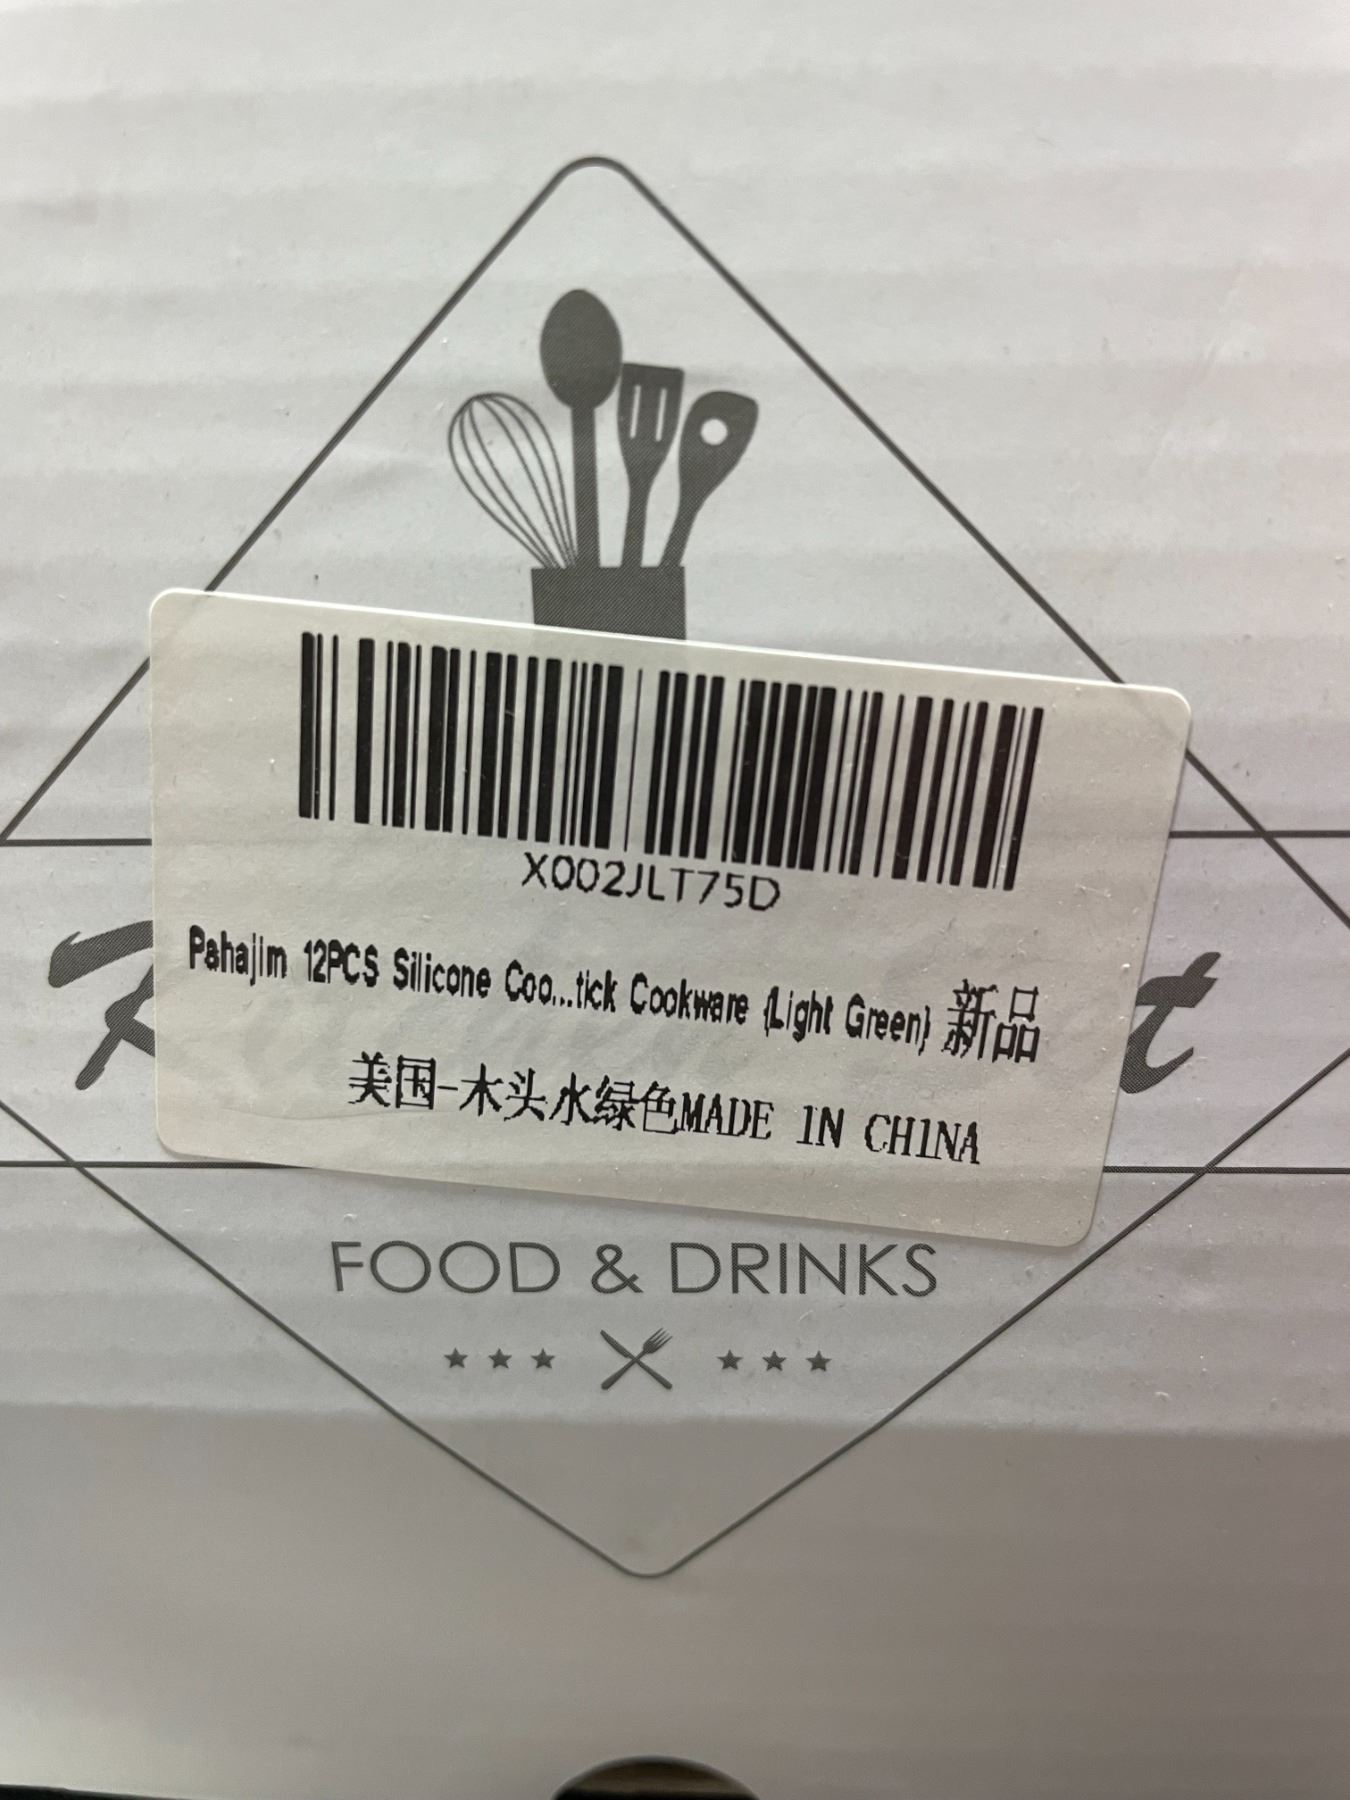 X002JLT75D
Pahajim 12PCS Silicone Coo...tick Cookware (Light Green) 新品
美国-木头水绿色MADE IN CHINA
FOOD & DRINKS